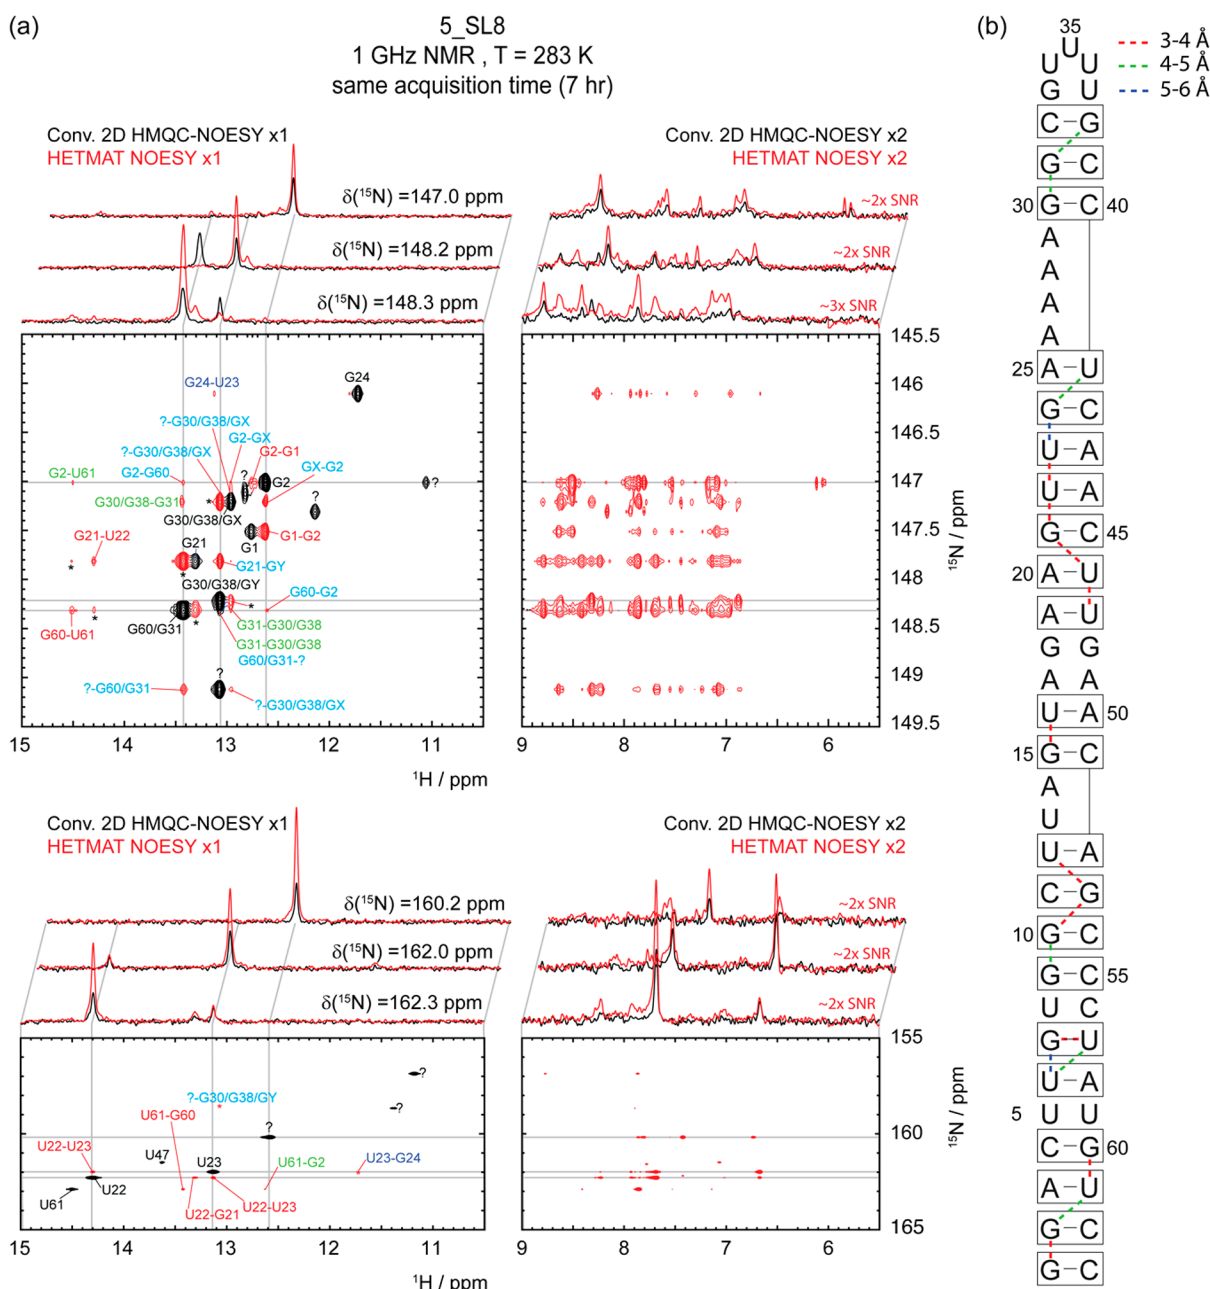 (a)
5_SL8
1 GHz NMR , T = 283 K
same acquisition time (7 hr)
Conv. 2D HMQC-NOESY x1
HETMAT NOESY x1
δ(15N) =147.0 ppm
δ(15N) =148.2 ppm
δ(15N) =148.3 ppm
Conv. 2D HMQC-NOESY x2
HETMAT NOESY x2
~2x SNR
~2x SNR
~3x SNR
G24
G24-U23
?-G30/G38/GX
G2-GX
?-G30/G38/GX
G2-G1
G2-U61
G2-G60
GX-G2
?
G2
?
G30/G38-G31
*
?
G30/G38/GX
G21-U22
G21
G1
G1-G2
*
*
G30/G38/GY
G21-GY
G60-G2
*
G60-U61
*
G60/G31
*
G31-G30/G38
G31-G30/G38
G60/G31-?
?
?-G60/G31
?-G30/G38/GX
15
14
13
12
11
1H / ppm
9
8
7
6
145.5
146
146.5
147
147.5
148
148.5
149
149.5
15N / ppm
Conv. 2D HMQC-NOESY x1
HETMAT NOESY x1
δ(15N) =160.2 ppm
δ(15N) =162.0 ppm
δ(15N) =162.3 ppm
Conv. 2D HMQC-NOESY x2
HETMAT NOESY x2
~2x SNR
~2x SNR
~2x SNR
?
?-G30/G38/GY
?
U61-G60
?
U22-U23
U47
U23
U61-G2
U23-G24
U61
U22
U22-U23
U22-G21
15
14
13
12
11
1H / ppm
9
8
7
6
155
160
165
15N / ppm
(b)
3-4 Å
4-5 Å
5-6 Å
35
U
U U
G U
C G
G C
30 G C 40
A
A
A
A
25 A U
G C
U A
U A
G C 45
20 A U
A U
G G
A A
U A 50
15 G C
A
U
U A
C G
10 G C
G C 55
U C
G U
U A
5 U U
C G 60
A U
G C
G C